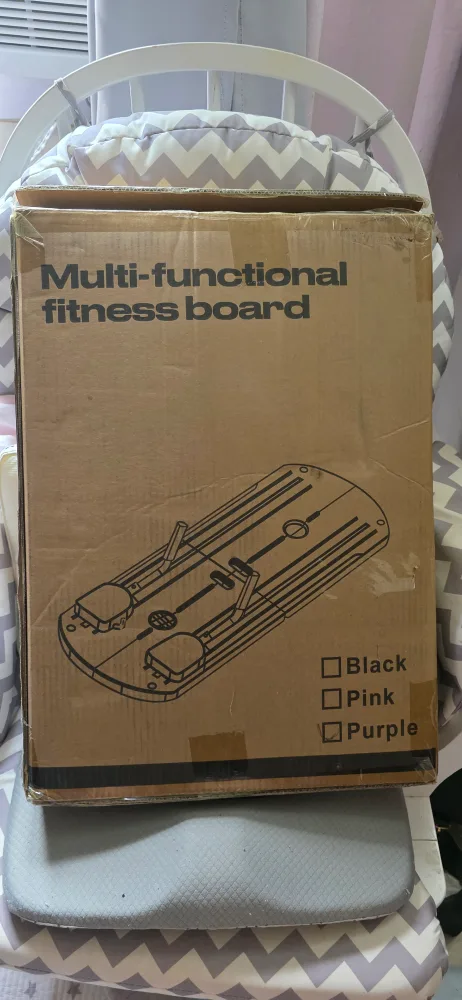 Multi-functional
fitness board
Black
Pink
Purple